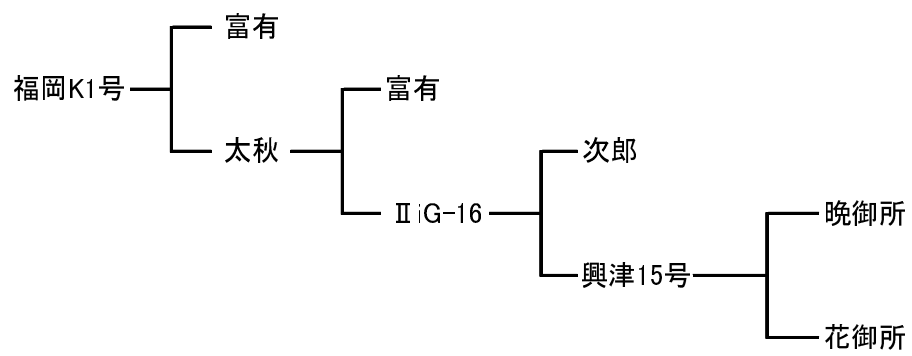 富有
福岡K1号
富有
太秋
次郎
ⅡiG-16
晩御所
興津15号
花御所